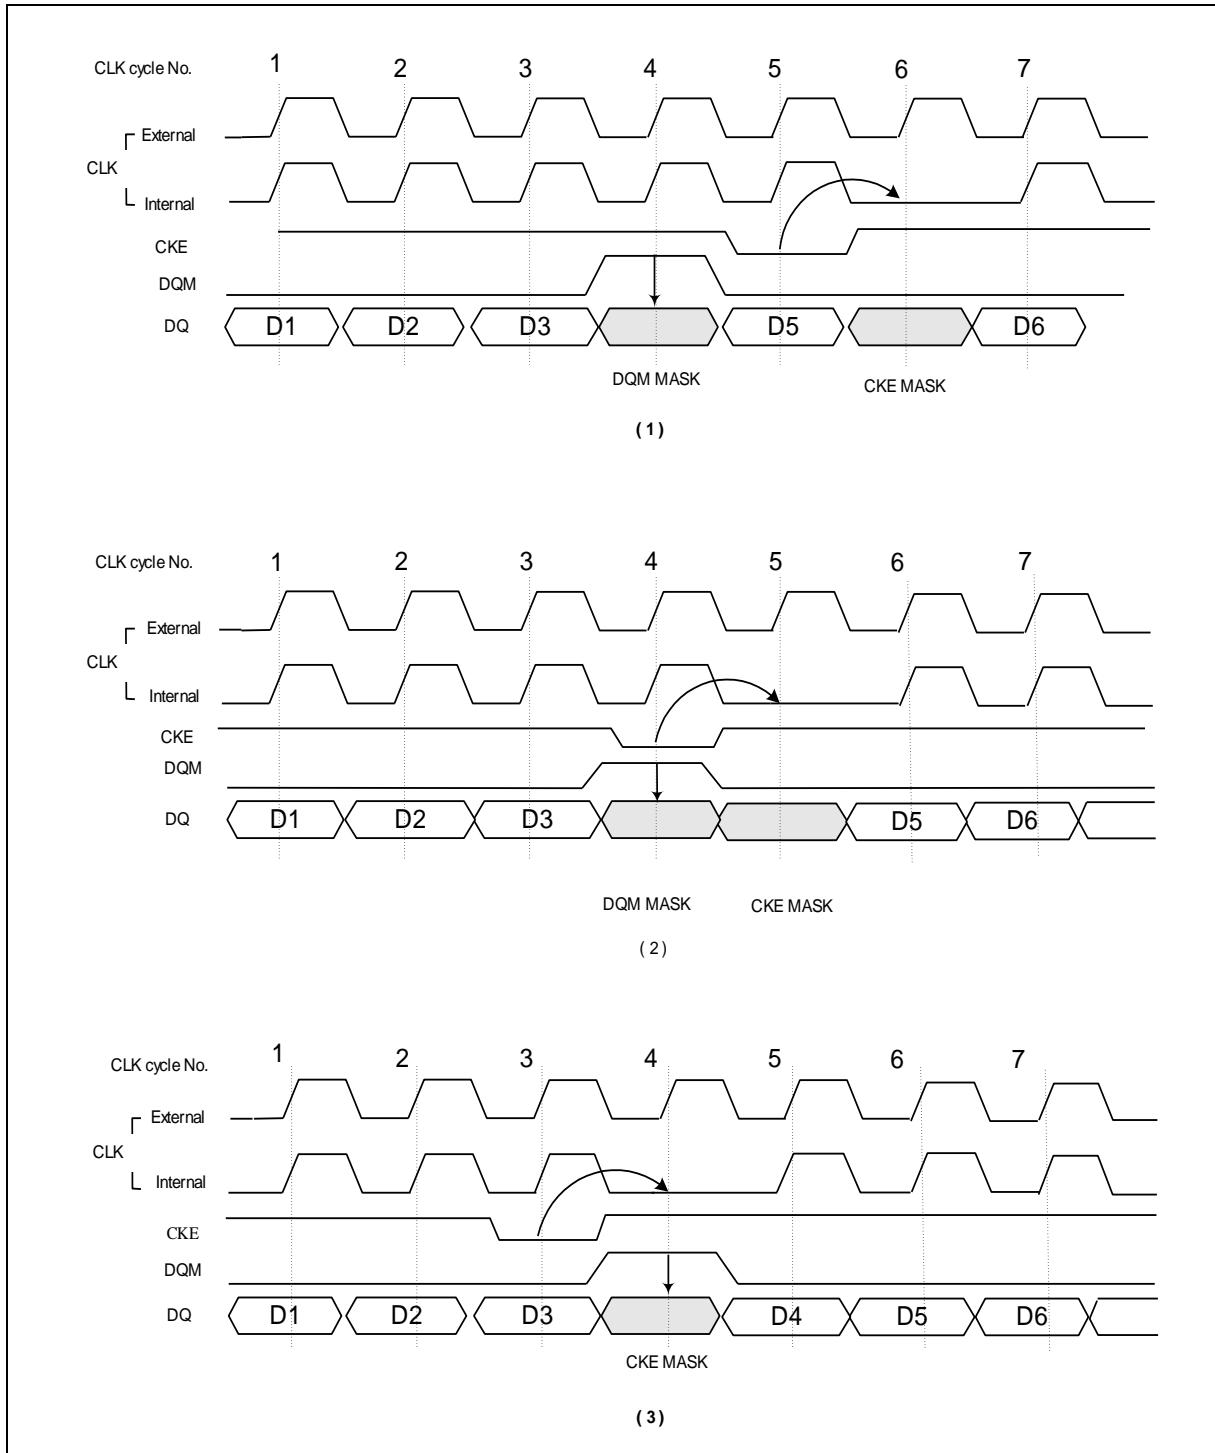 CLK cycle No. 1 2 3 4 5 6 7
External
CLK
Internal
CKE
DQM
DQ D1 D2 D3 D5 D6
DQM MASK CKE MASK
( 1 )
CLK cycle No. 1 2 3 4 5 6 7
External
CLK
Internal
CKE
DQM
DQ D1 D2 D3 D5 D6
DQM MASK CKE MASK
( 2 )
CLK cycle No. 1 2 3 4 5 6 7
External
CLK
Internal
CKE
DQM
DQ D1 D2 D3 D4 D5 D6
CKE MASK
( 3 )